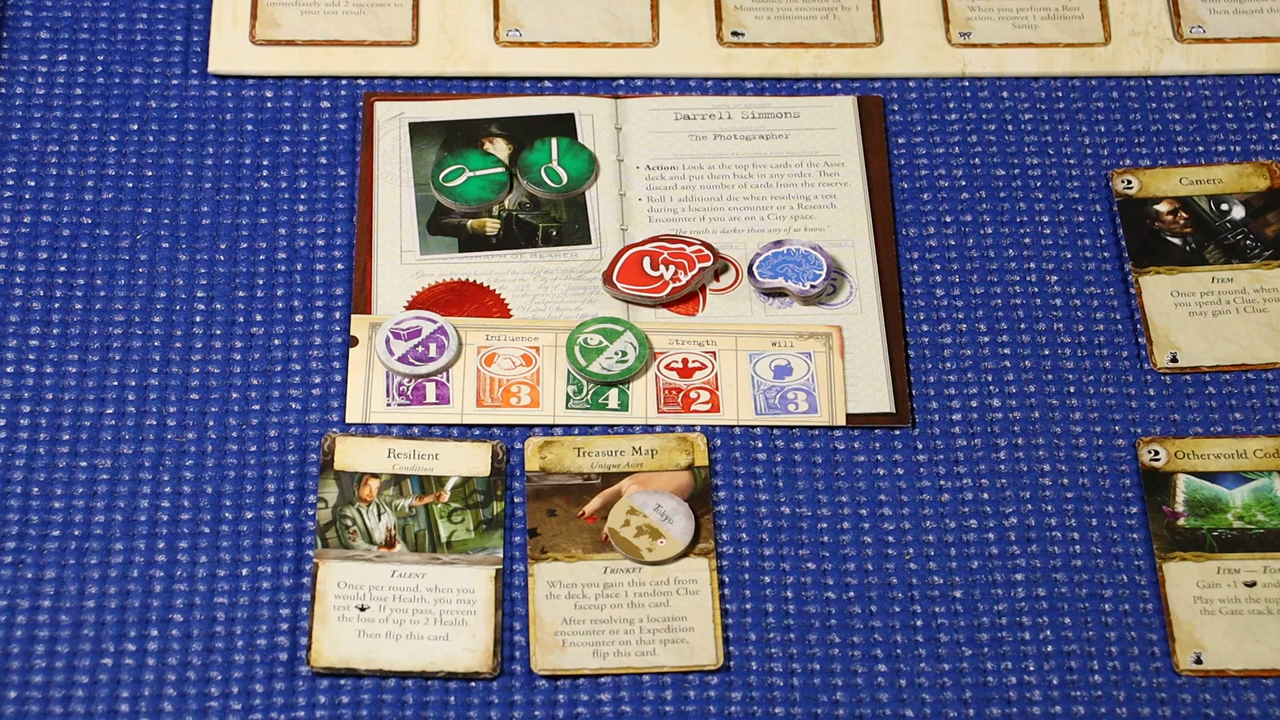 immediately add 2 successes to
your test result.
Monsters you encounter by 1
to a minimum of 1.
When you perform a Rest
action, recover 1 additional
Sanity.
Then discard this
Darrell Simmons
The Photographer
• Action: Look at the top five cards of the Asset
deck and put them back in any order. Then
discard any number of cards from the reserve.
• Roll 1 additional die when resolving a test
during a location encounter or a Research
Encounter if you are on a City space.
"The truth is darker than any of us know."
OF BEARER
+1
1
Influence
3
2
4
Strength
2
Will
3
2
Camera
ITEM
Once per round, when
you spend a Clue, you
may gain 1 Clue.
Resilient
Condition
TALENT
Once per round, when you
would lose Health, you may
test . If you pass, prevent
the loss of up to 2 Health.
Then flip this card.
Treasure Map
Unique Asset
Tokyo
TRINKET
When you gain this card from
the deck, place 1 random Clue
faceup on this card.
After resolving a location
encounter or an Expedition
Encounter on that space,
flip this card.
2
Otherworld Cod
ITEM — TO
Gain +1 and
Play with the top
the Gate stack